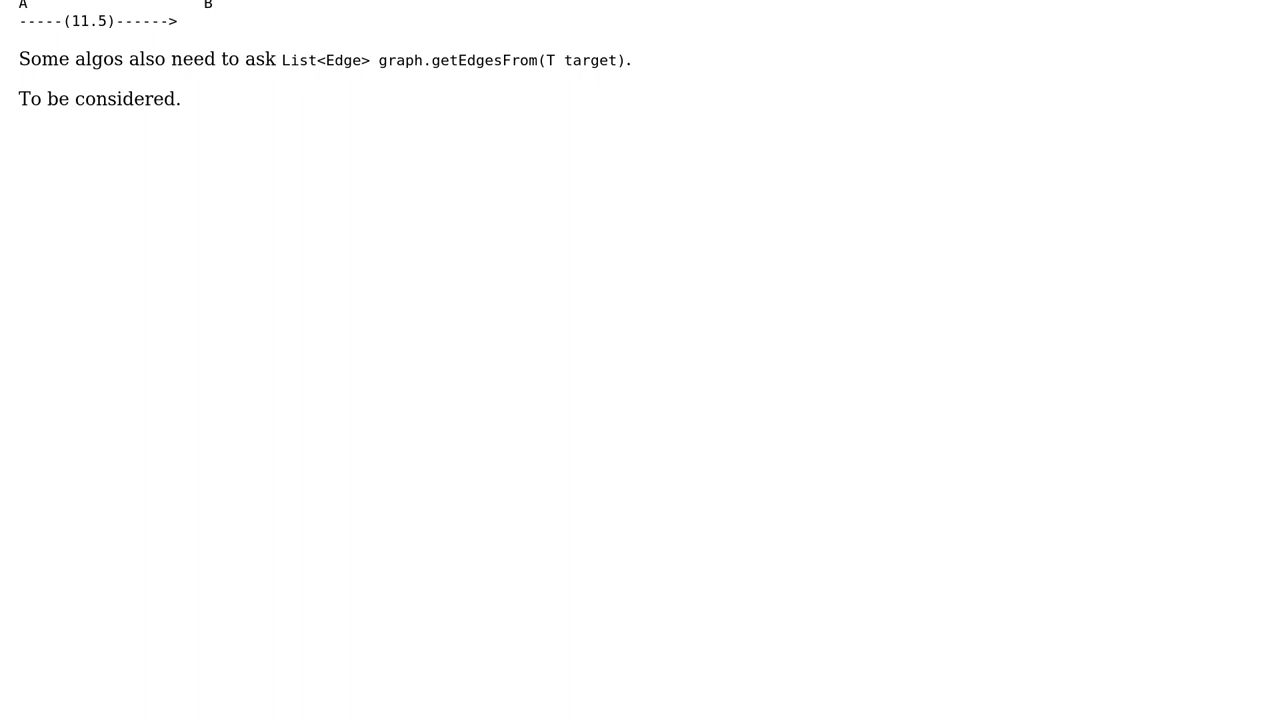 A                    B
-----(11.5)------>
Some algos also need to ask List<Edge> graph.getEdgesFrom(T target).
To be considered.